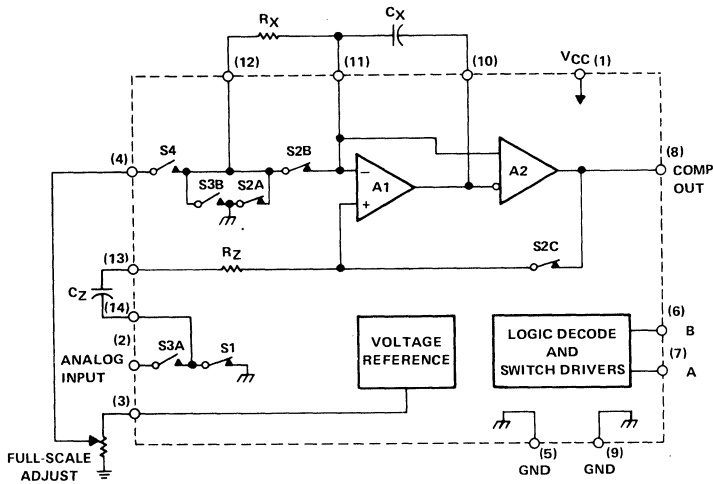 RX
CX
(12)
(11)
(10)
VCC (1)
(4)
S4
S2B
S3B
S2A
−
A1
+
A2
(8)
COMP
OUT
(13)
RZ
S2C
CZ
(14)
(2)
ANALOG
INPUT
S3A
S1
VOLTAGE
REFERENCE
LOGIC DECODE
AND
SWITCH DRIVERS
(6)
B
(7)
A
(3)
FULL-SCALE
ADJUST
(5)
GND
(9)
GND